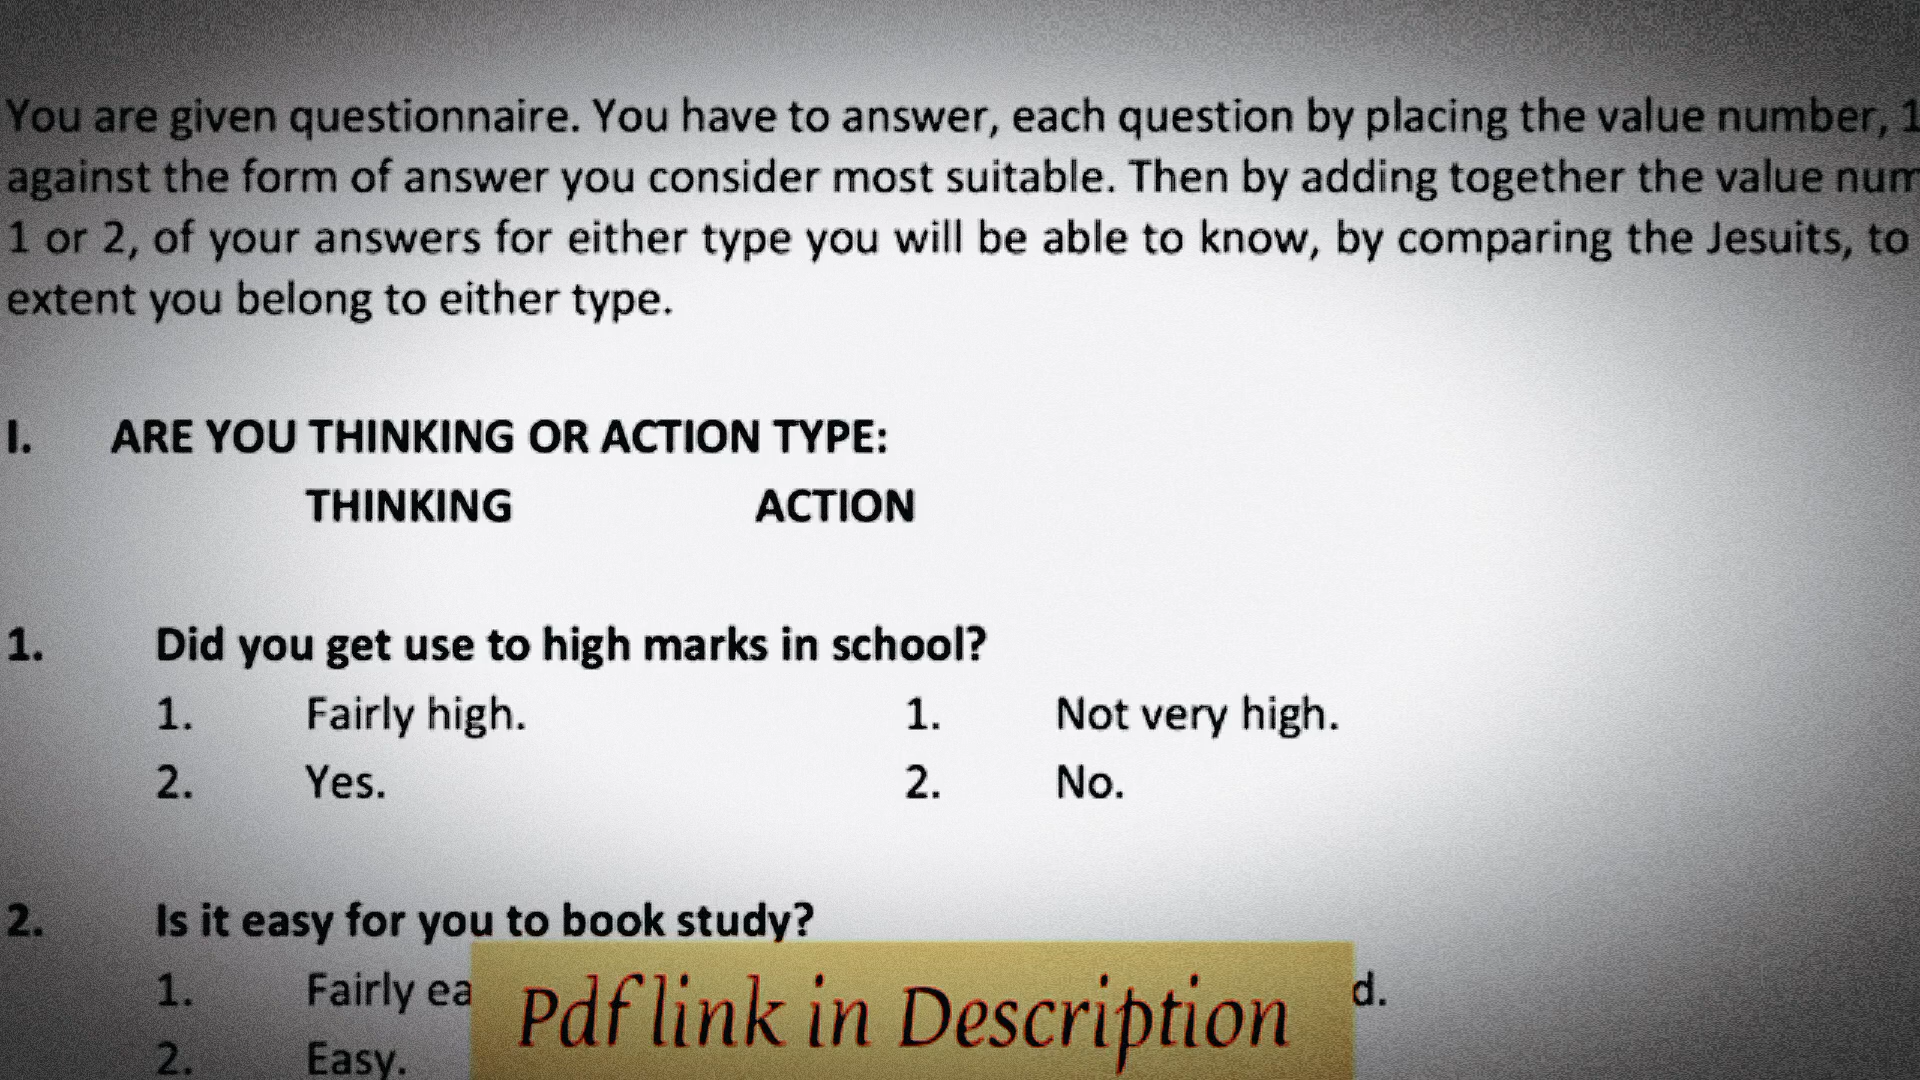 You are given questionnaire. You have to answer, each question by placing the value number, 1
against the form of answer you consider most suitable. Then by adding together the value num
1 or 2, of your answers for either type you will be able to know, by comparing the Jesuits, to
extent you belong to either type.
I. ARE YOU THINKING OR ACTION TYPE:
THINKING ACTION
1. Did you get use to high marks in school?
1. Fairly high. 1. Not very high.
2. Yes. 2. No.
2. Is it easy for you to book study?
1. Fairly ea d.
2. Easy.
Pdf link in Description